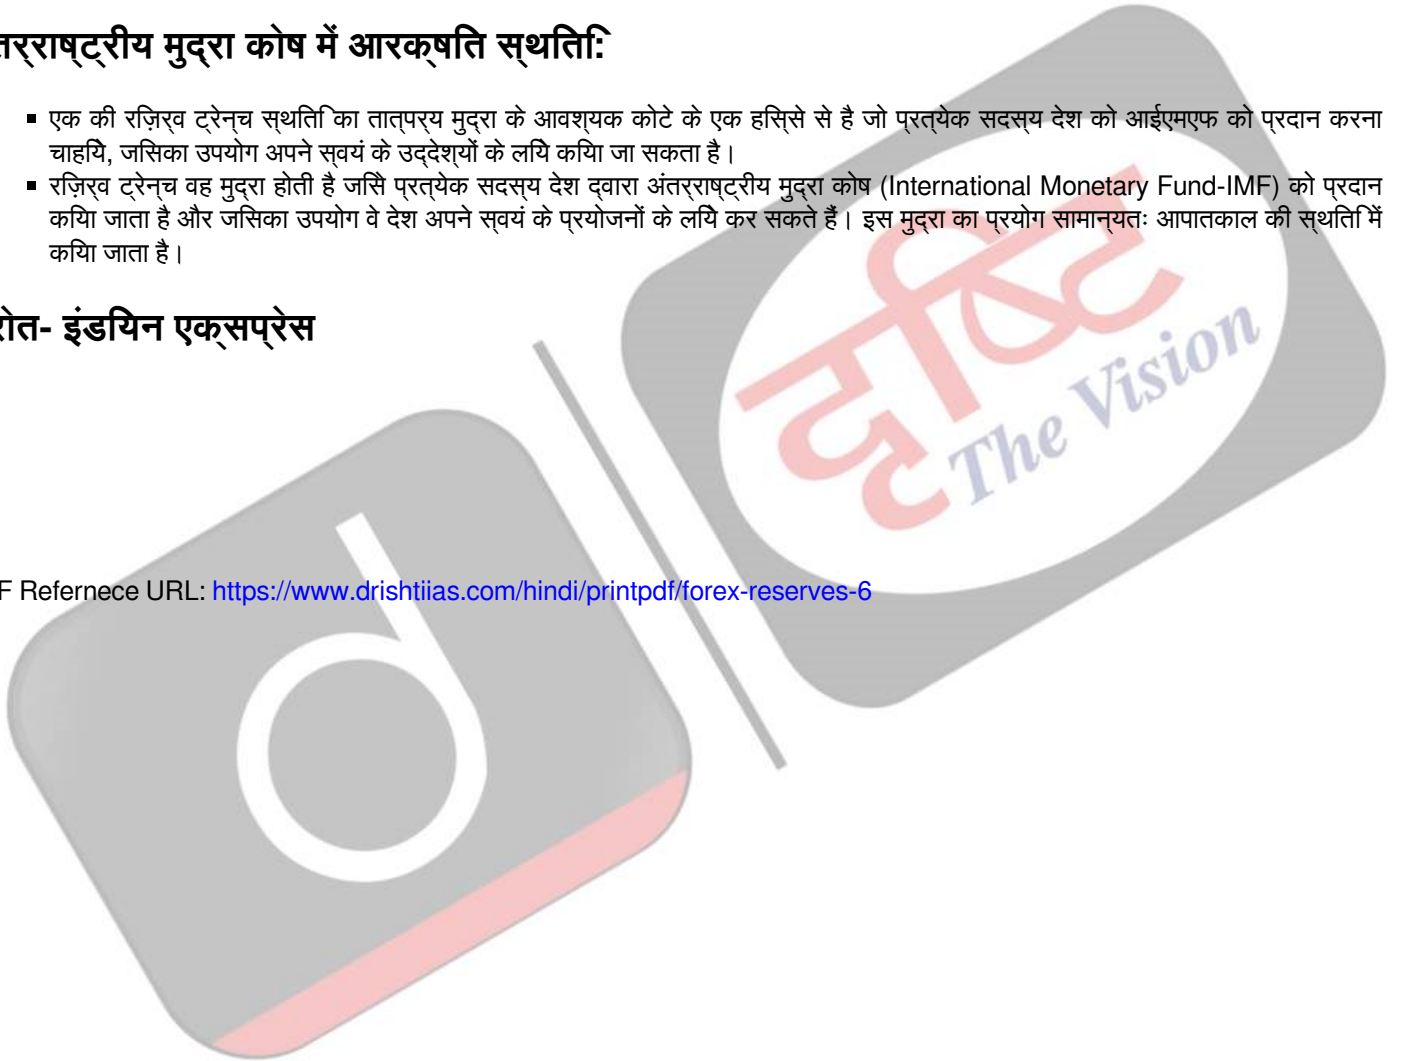 तर्राष्ट्रीय मुद्रा कोष में आरक्षति स्थतिि:
▪ एक की रज़िर्व ट्रेन्च स्थतिि का तात्पर्य मुद्रा के आवश्यक कोटे के एक हसि्से से है जो प्रत्येक सदस्य देश को आईएमएफ को प्रदान करना
चाहयिे, जसिका उपयोग अपने स्वयं के उद्देश्यों के लयिे कयिा जा सकता है।
▪ रज़िर्व ट्रेन्च वह मुद्रा होती है जसिे प्रत्येक सदस्य देश द्वारा अंतर्राष्ट्रीय मुद्रा कोष (International Monetary Fund-IMF) को प्रदान
कयिा जाता है और जसिका उपयोग वे देश अपने स्वयं के प्रयोजनों के लयिे कर सकते हैं। इस मुद्रा का प्रयोग सामान्यतः आपातकाल की स्थतिि में
कयिा जाता है।
रोत- इंडयिन एक्सप्रेस
दृष्टि
The Vision
F Refernece URL: https://www.drishtiias.com/hindi/printpdf/forex-reserves-6